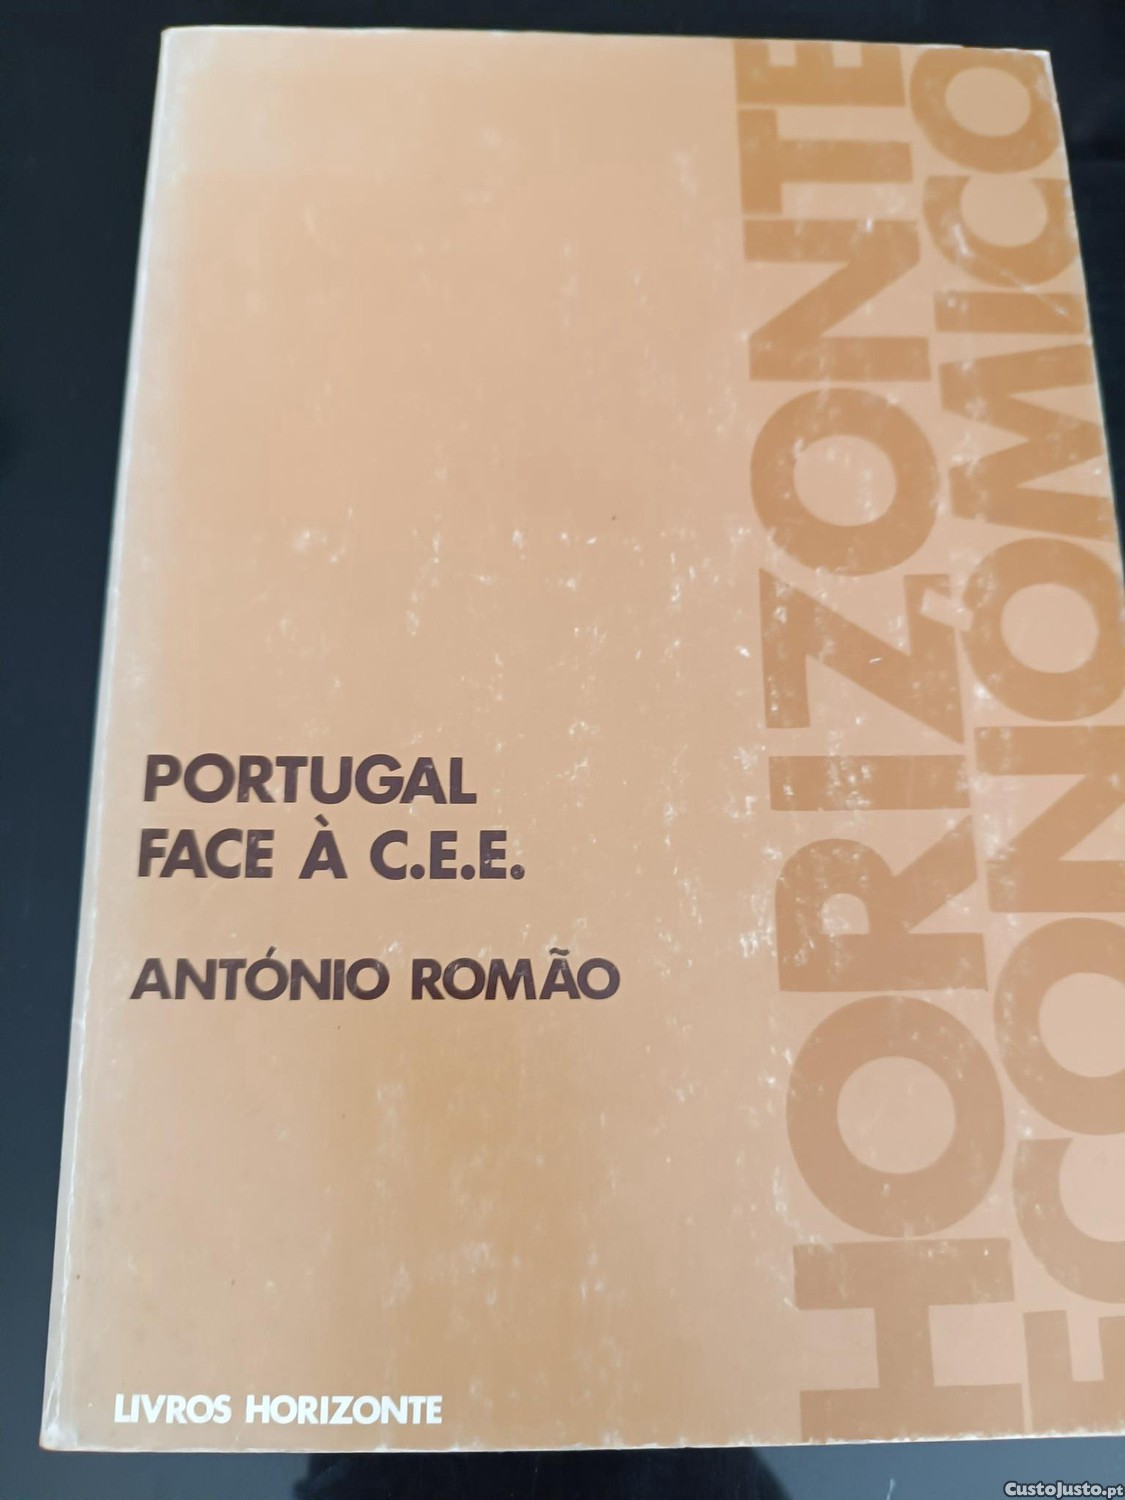 PORTUGAL
FACE À C.E.E.
ANTÓNIO ROMÃO
LIVROS HORIZONTE
HORIZONTE
ECONÓMICO
CustoJusto.pt